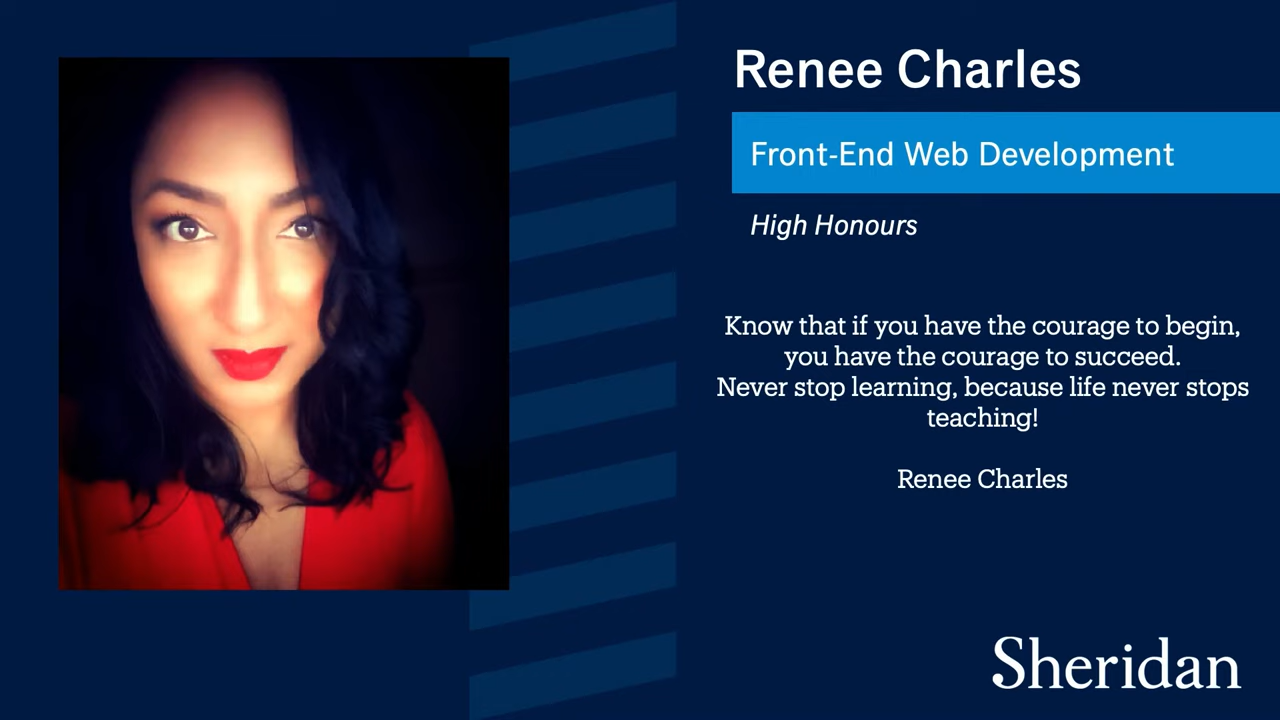 Renee Charles
Front-End Web Development
High Honours
Know that if you have the courage to begin,
you have the courage to succeed.
Never stop learning, because life never stops
teaching!
Renee Charles
Sheridan